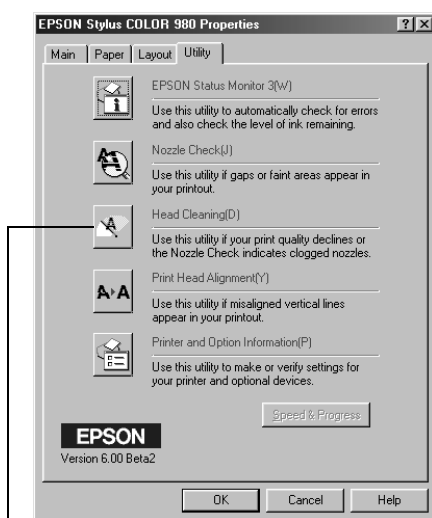 EPSON Stylus COLOR 980 Properties
Main Paper Layout Utility
EPSON Status Monitor 3(W)
Use this utility to automatically check for errors
and also check the level of ink remaining.
Nozzle Check(J)
Use this utility if gaps or faint areas appear in
your printout.
Head Cleaning(D)
Use this utility if your print quality declines or
the Nozzle Check indicates clogged nozzles.
Print Head Alignment(Y)
Use this utility if misaligned vertical lines
appear in your printout.
Printer and Option Information(P)
Use this utility to make or verify settings for
your printer and optional devices.
Speed & Progress
EPSON
Version 6.00 Beta2
OK Cancel Help